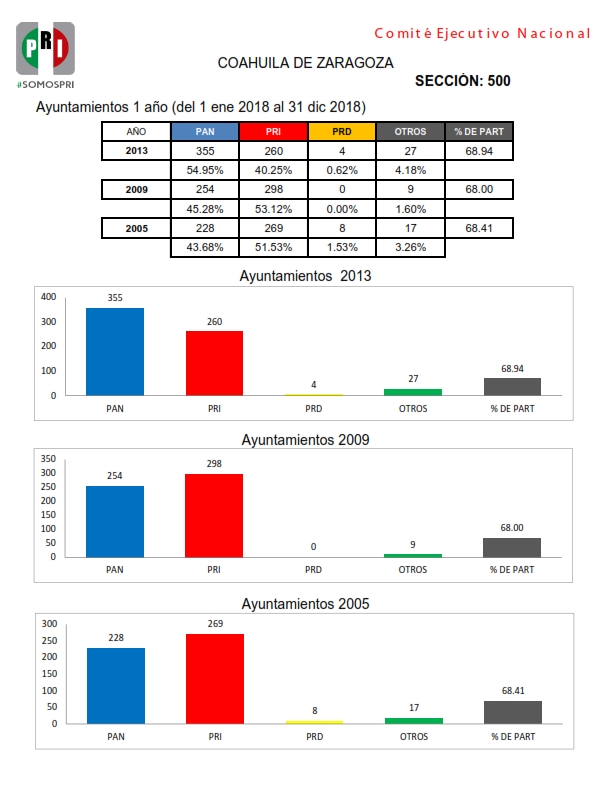 Comité Ejecutivo Nacional
PRI
#SOMOSPRI
COAHUILA DE ZARAGOZA
SECCIÓN: 500
Ayuntamientos 1 año (del 1 ene 2018 al 31 dic 2018)
AÑO PAN PRI PRD OTROS % DE PART
2013 355 260 4 27 68.94
54.95% 40.25% 0.62% 4.18%
2009 254 298 0 9 68.00
45.28% 53.12% 0.00% 1.60%
2005 228 269 8 17 68.41
43.68% 51.53% 1.53% 3.26%
Ayuntamientos 2013
400
300
200
100
0
355 260 4 27 68.94
PAN PRI PRD OTROS % DE PART
Ayuntamientos 2009
350
300
250
200
150
100
50
0
254 298 0 9 68.00
PAN PRI PRD OTROS % DE PART
Ayuntamientos 2005
300
250
200
150
100
50
0
228 269 8 17 68.41
PAN PRI PRD OTROS % DE PART